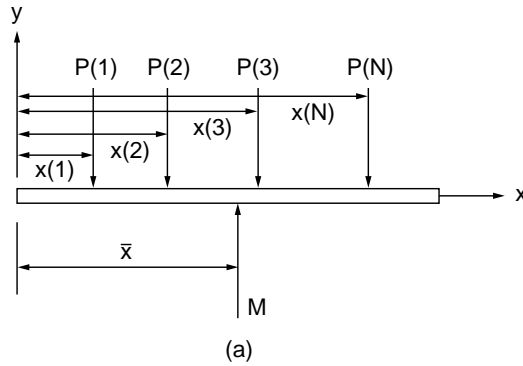 y
P(1) P(2) P(3) P(N)
x(N)
x(3)
x(2)
x(1)
x
x̄
M
(a)